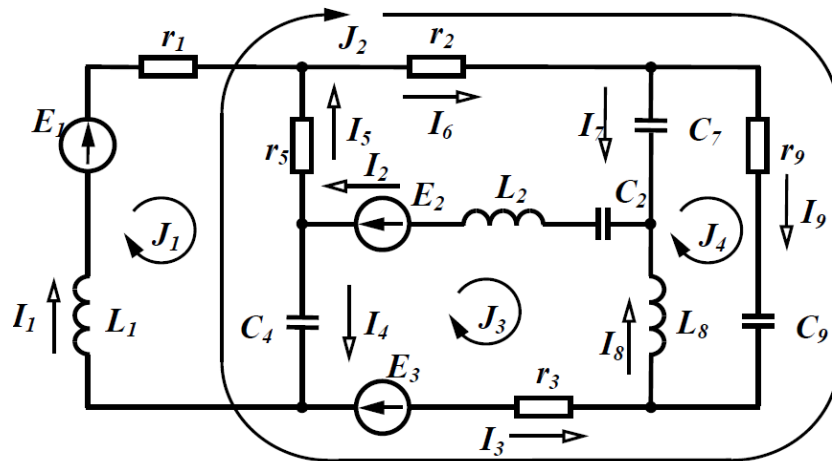 r₁
J₂
r₂
E₁
r₅
I₅
I₆
I₇
C₇
r₉
I₂
E₂
L₂
C₂
I₉
J₁
J₄
I₁
L₁
C₄
I₄
J₃
I₈
L₈
C₉
E₃
r₃
I₃